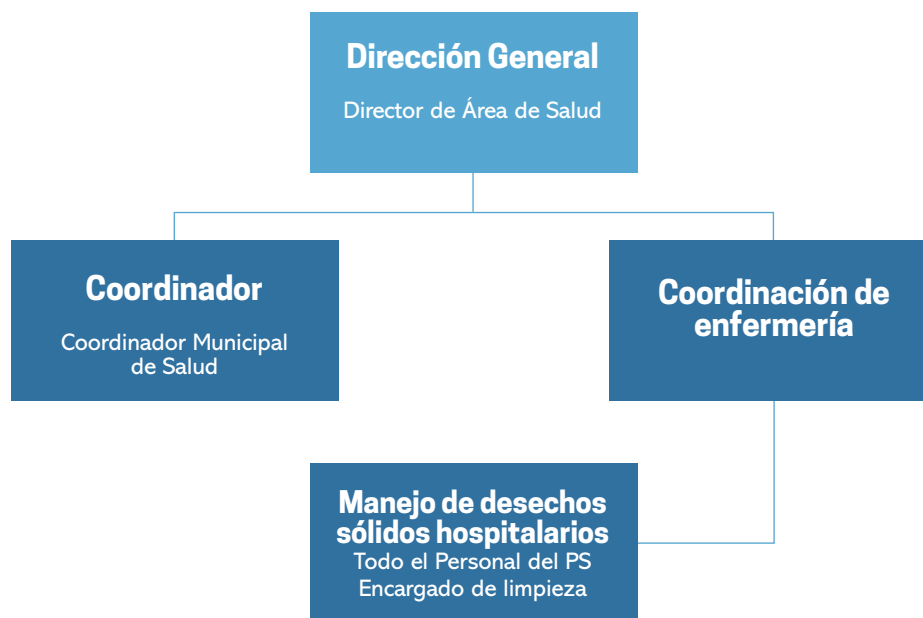 Dirección General
Director de Área de Salud
Coordinador
Coordinador Municipal
de Salud
Coordinación de
enfermería
Manejo de desechos
sólidos hospitalarios
Todo el Personal del PS
Encargado de limpieza